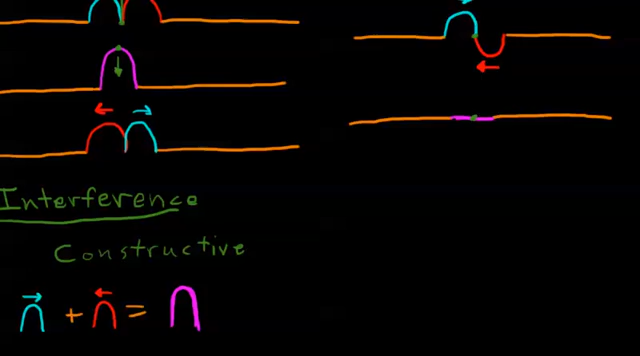 Interference
Constructive
+ =